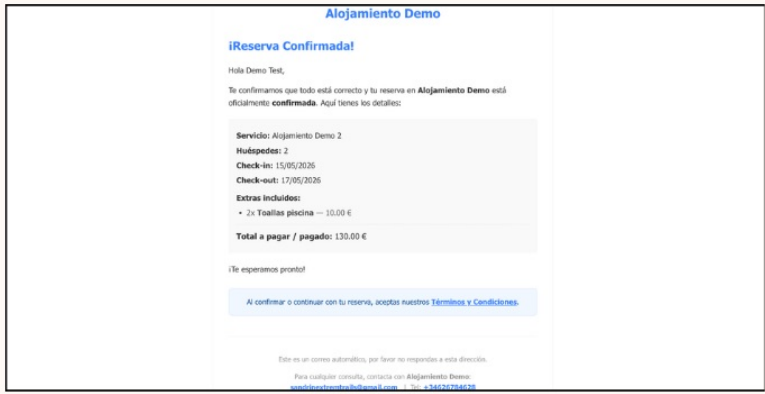 Alojamiento Demo
¡Reserva Confirmada!
Hola Demo Test,
Te confirmamos que todo está correcto y tu reserva en Alojamiento Demo está
oficialmente confirmada. Aquí tienes los detalles:
Servicio: Alojamiento Demo 2
Huéspedes: 2
Check-in: 15/05/2026
Check-out: 17/05/2026
Extras incluidos:
• 2x Toallas piscina — 10.00 €
Total a pagar / pagado: 130.00 €
¡Te esperamos pronto!
Al confirmar o continuar con tu reserva, aceptas nuestros Términos y Condiciones.
Este es un correo automático, por favor no respondas a esta dirección.
Para cualquier consulta, contacta con Alojamiento Demo:
| Tel: +34626784628